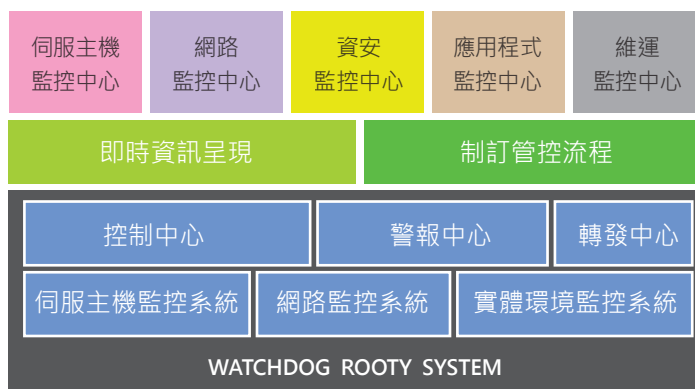 伺服主機
監控中心
網路
監控中心
資安
監控中心
應用程式
監控中心
維運
監控中心
即時資訊呈現
制訂管控流程
控制中心
警報中心
轉發中心
伺服主機監控系統
網路監控系統
實體環境監控系統
WATCHDOG ROOTY SYSTEM